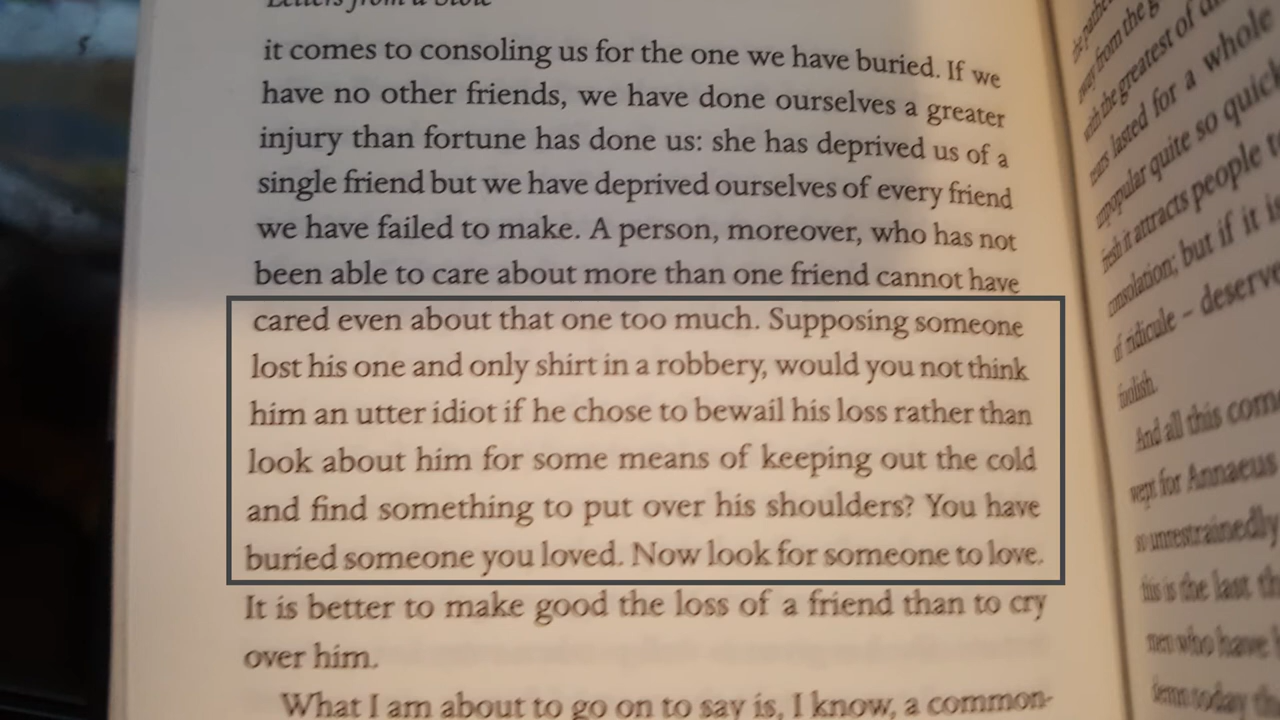 Letters from a Stoic
it comes to consoling us for the one we have buried. If we
have no other friends, we have done ourselves a greater
injury than fortune has done us: she has deprived us of a
single friend but we have deprived ourselves of every friend
we have failed to make. A person, moreover, who has not
been able to care about more than one friend cannot have
cared even about that one too much. Supposing someone
lost his one and only shirt in a robbery, would you not think
him an utter idiot if he chose to bewail his loss rather than
look about him for some means of keeping out the cold
and find something to put over his shoulders? You have
buried someone you loved. Now look for someone to love.
It is better to make good the loss of a friend than to cry
over him.
What I am about to go on to say is, I know, a common-
from the
with the greatest of
lasted for a whole
unpopular quite so quick
fresh it attracts people
consolation; but if it
of ridicule – deserve
foolish.
And all this com
wept for Annaeus
so unrestrainedly
this is the last
men who have